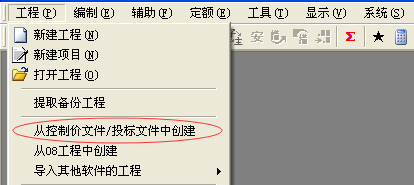 工程(P) 编制(E) 辅助(F) 定额(L) 工具(T) 显示(V) 系统(S)
新建工程(N)
新建项目(N)
打开工程(O)
安 Σ
提取备份工程
从控制价文件/投标文件中创建
从08工程中创建
导入其他软件的工程